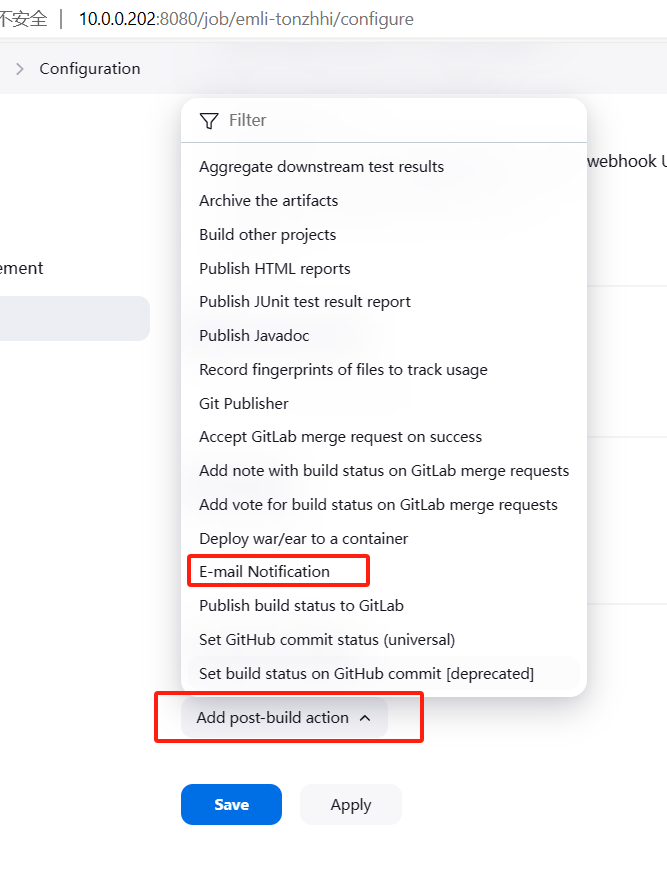 不安全 | 10.0.0.202:8080/job/emli-tonzhhi/configure
Configuration
Filter
webhook U
Aggregate downstream test results
Archive the artifacts
Build other projects
ement
Publish HTML reports
Publish JUnit test result report
Publish Javadoc
Record fingerprints of files to track usage
Git Publisher
Accept GitLab merge request on success
Add note with build status on GitLab merge requests
Add vote for build status on GitLab merge requests
Deploy war/ear to a container
E-mail Notification
Publish build status to GitLab
Set GitHub commit status (universal)
Set build status on GitHub commit [deprecated]
Add post-build action
Save Apply